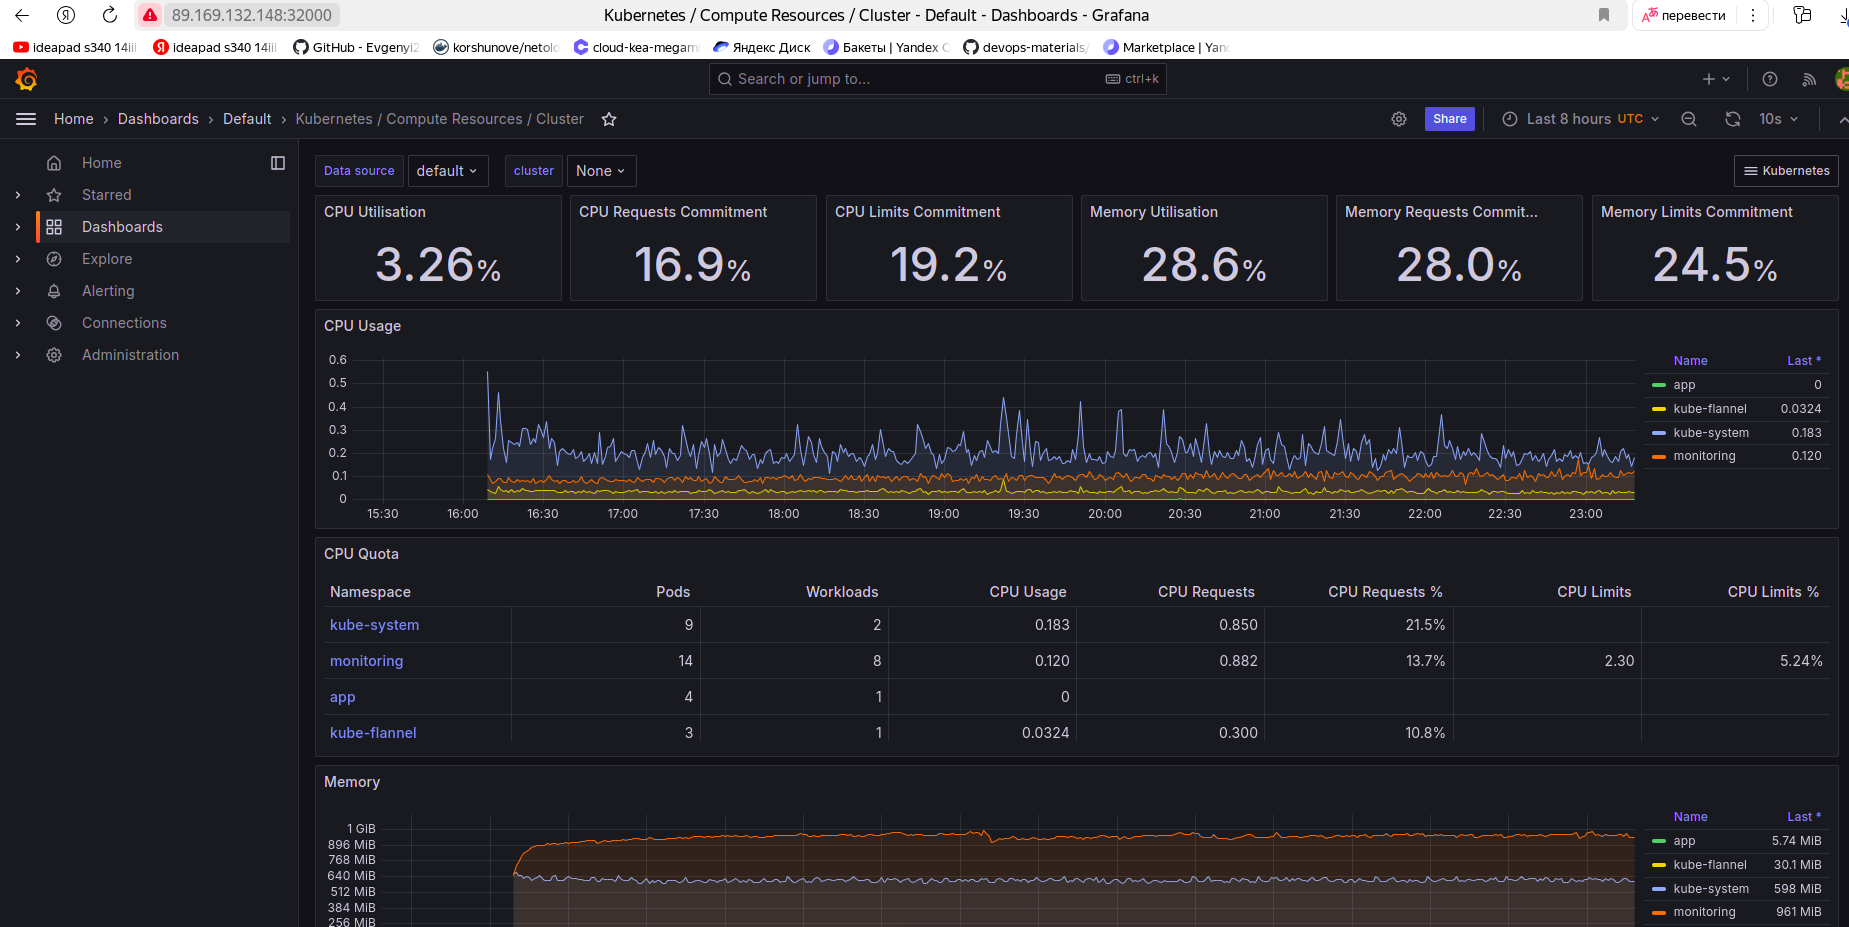 89.169.132.148:32000 Kubernetes / Compute Resources / Cluster - Default - Dashboards - Grafana перевести
ideapad s340 14iil ideapad s340 14iil GitHub - Evgenyi2 korshunove/netolo cloud-kea-megam Яндекс Диск Бакеты | Yandex C devops-materials/ Marketplace | Yan
Search or jump to... ctrl+k
Home Dashboards Default Kubernetes / Compute Resources / Cluster Share Last 8 hours UTC 10s
Home
Starred
Dashboards
Explore
Alerting
Connections
Administration
Data source default cluster None Kubernetes
CPU Utilisation CPU Requests Commitment CPU Limits Commitment Memory Utilisation Memory Requests Commit... Memory Limits Commitment
3.26% 16.9% 19.2% 28.6% 28.0% 24.5%
CPU Usage
0.6
0.5
0.4
0.3
0.2
0.1
0
15:30 16:00 16:30 17:00 17:30 18:00 18:30 19:00 19:30 20:00 20:30 21:00 21:30 22:00 22:30 23:00
Name Last *
app 0
kube-flannel 0.0324
kube-system 0.183
monitoring 0.120
CPU Quota
Namespace Pods Workloads CPU Usage CPU Requests CPU Requests % CPU Limits CPU Limits %
kube-system 9 2 0.183 0.850 21.5%
monitoring 14 8 0.120 0.882 13.7% 2.30 5.24%
app 4 1 0
kube-flannel 3 1 0.0324 0.300 10.8%
Memory
1 GiB
896 MiB
768 MiB
640 MiB
512 MiB
384 MiB
256 MiB
Name Last *
app 5.74 MiB
kube-flannel 30.1 MiB
kube-system 598 MiB
monitoring 961 MiB